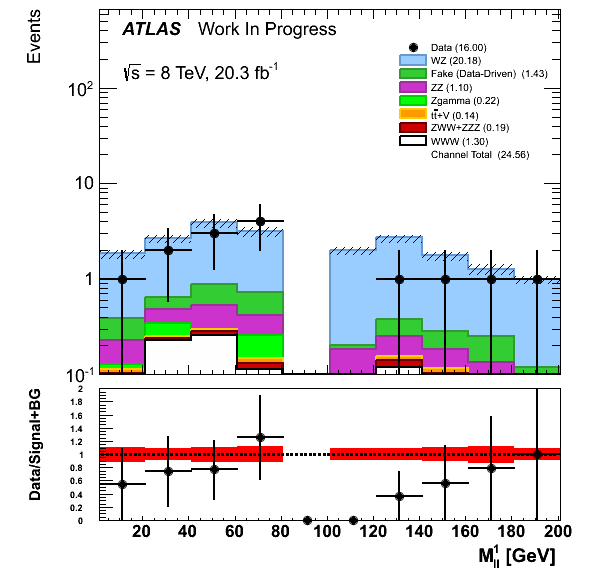 Events
ATLAS Work In Progress
√s = 8 TeV, 20.3 fb⁻¹
Data (16.00)
WZ (20.18)
Fake (Data-Driven) (1.43)
ZZ (1.10)
Zgamma (0.22)
tt̄+V (0.14)
ZWW+ZZZ (0.19)
WWW (1.30)
Channel Total (24.56)
10²
10
1
10⁻¹
Data/Signal+BG
2
1.8
1.6
1.4
1.2
1
0.8
0.6
0.4
0.2
0
20 40 60 80 100 120 140 160 180 200
M¹ₗₗ [GeV]